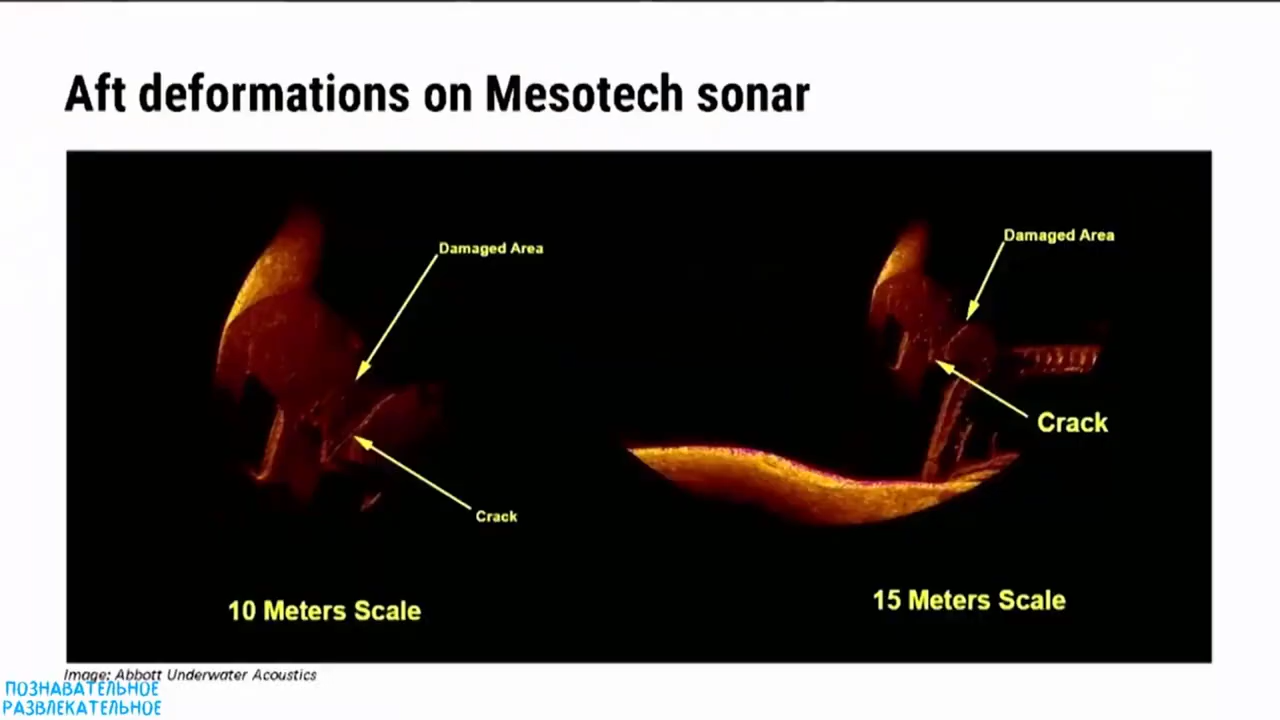 Aft deformations on Mesotech sonar
Damaged Area
Crack
10 Meters Scale
Damaged Area
Crack
15 Meters Scale
Image: Abbott Underwater Acoustics
ПОЗНАВАТЕЛЬНОЕ
РАЗВЛЕКАТЕЛЬНОЕ